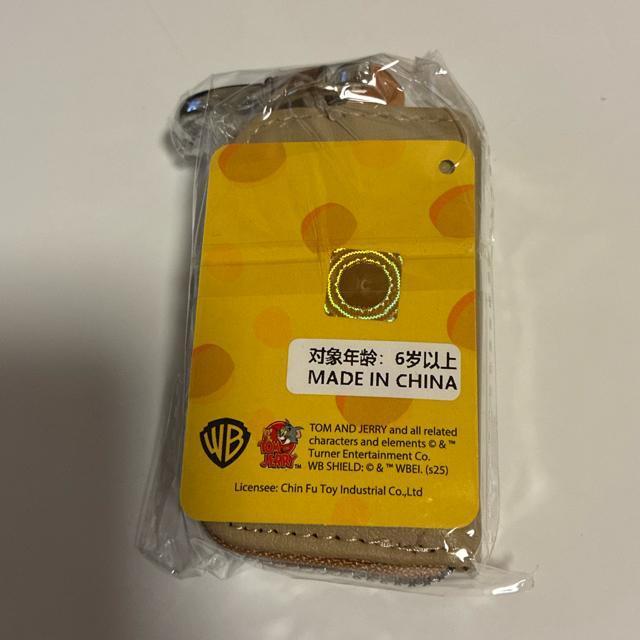 对象年龄：6岁以上
MADE IN CHINA
WB
TOM AND JERRY™
TOM AND JERRY and all related
characters and elements © & ™
Turner Entertainment Co.
WB SHIELD: © & ™ WBEI. (s25)
Licensee: Chin Fu Toy Industrial Co.,Ltd